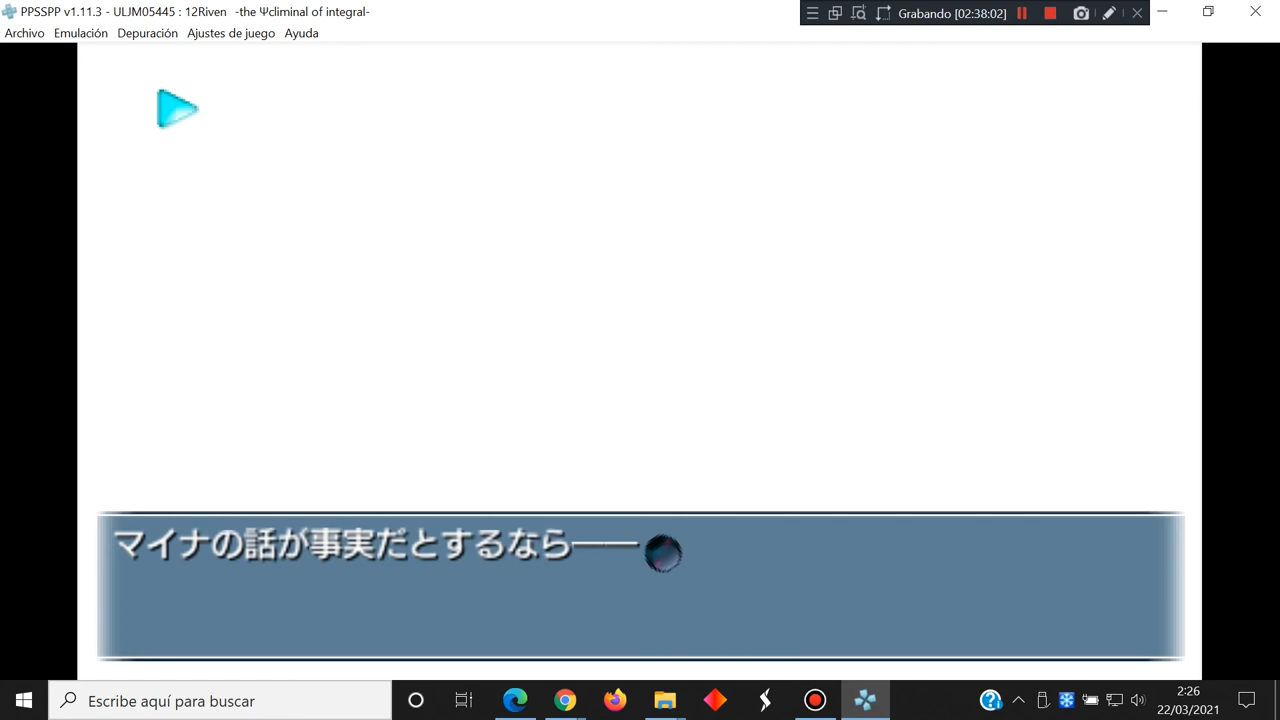 PPSSPP v1.11.3 - ULJM05445 : 12Riven -the Ψcliminal of integral-
Grabando [02:38:02]
Archivo Emulación Depuración Ajustes de juego Ayuda
マイナの話が事実だとするなら――
Escribe aquí para buscar
2:26
22/03/2021